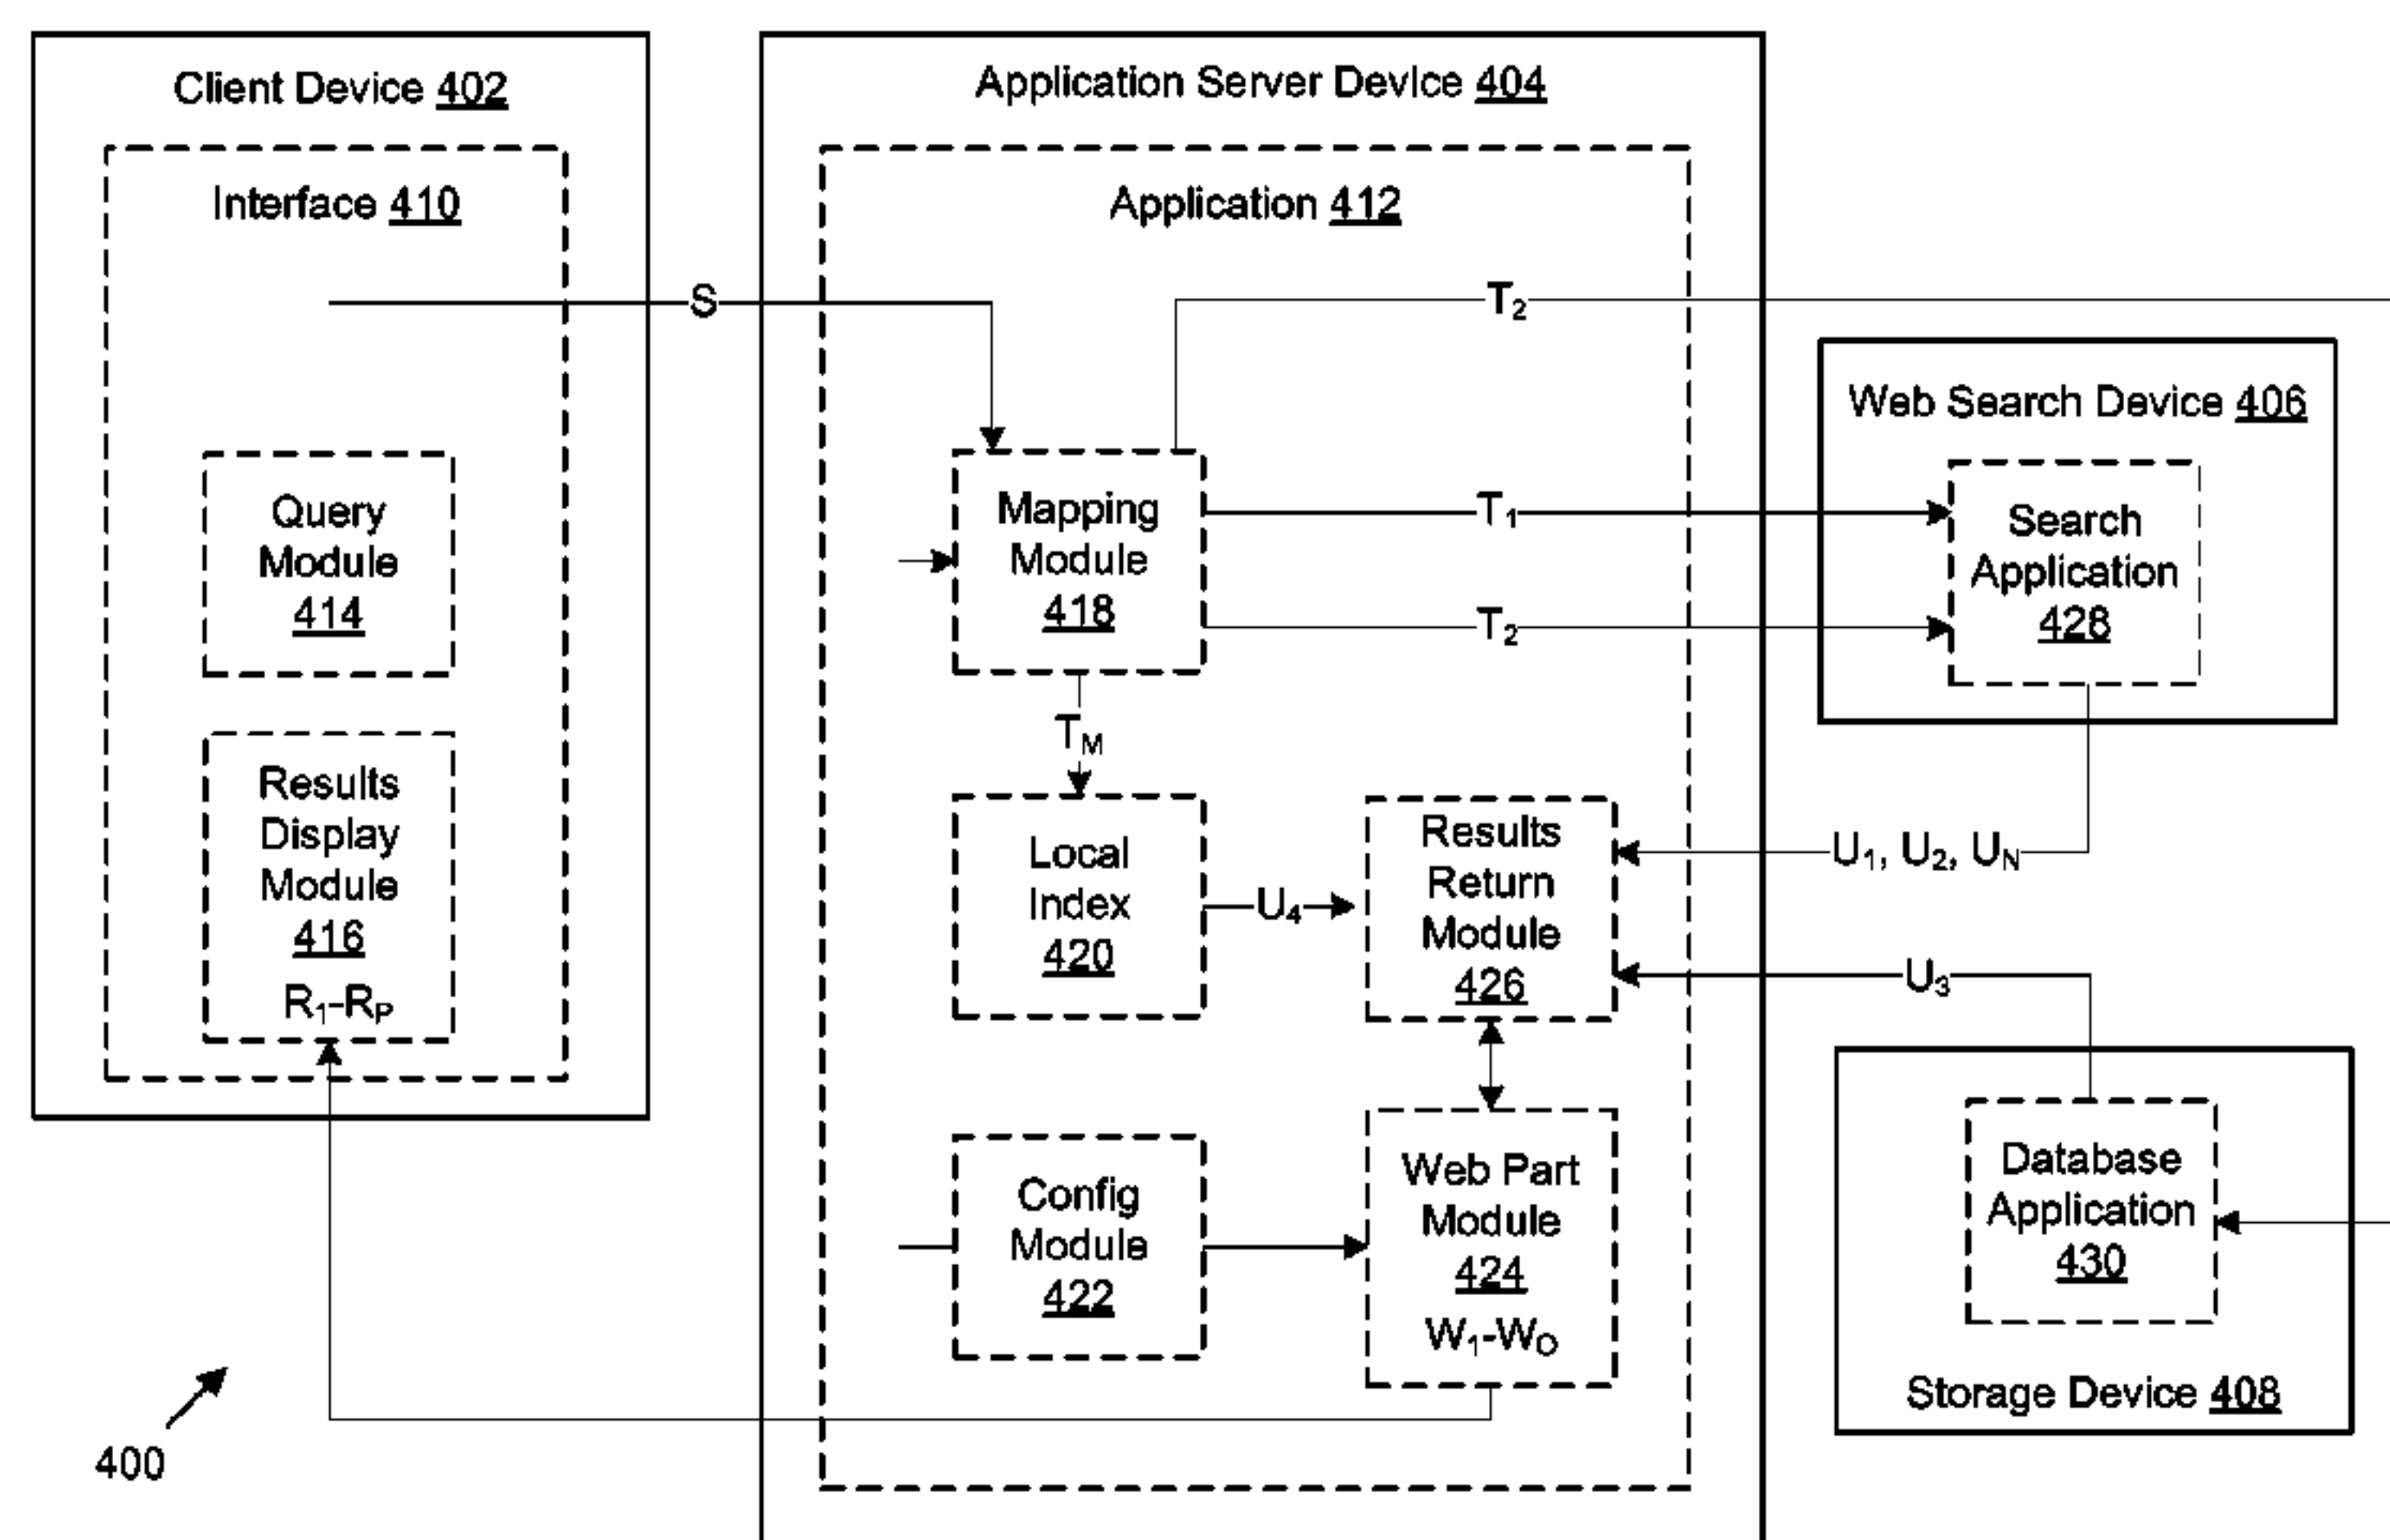 Client Device 402
Interface 410
Query
Module
414
Results
Display
Module
416
R₁-Rₚ
400
S
Application Server Device 404
Application 412
T₂
Mapping
Module
418
T₁
T₂
Tₘ
Local
Index
420
U₄
Results
Return
Module
426
Config
Module
422
Web Part
Module
424
W₁-W_O
Web Search Device 406
Search
Application
428
U₁, U₂, U_N
U₃
Database
Application
430
Storage Device 408